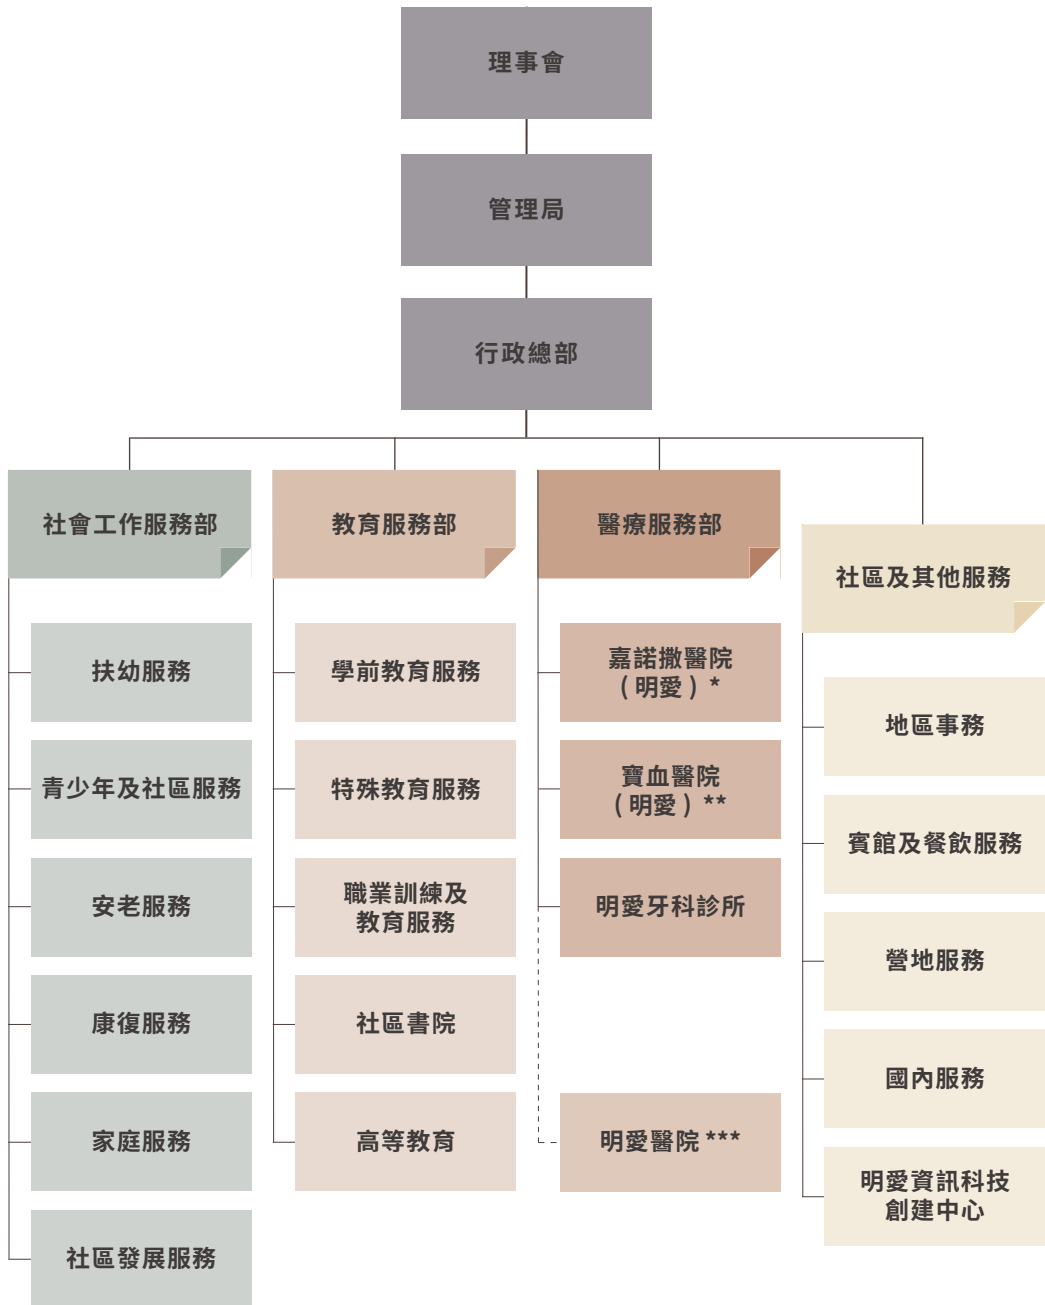 理事會
管理局
行政總部
社會工作服務部
扶幼服務
青少年及社區服務
安老服務
康復服務
家庭服務
社區發展服務
教育服務部
學前教育服務
特殊教育服務
職業訓練及
教育服務
社區書院
高等教育
醫療服務部
嘉諾撒醫院
（明愛）*
寶血醫院
（明愛）**
明愛牙科診所
明愛醫院***
社區及其他服務
地區事務
賓館及餐飲服務
營地服務
國內服務
明愛資訊科技
創建中心